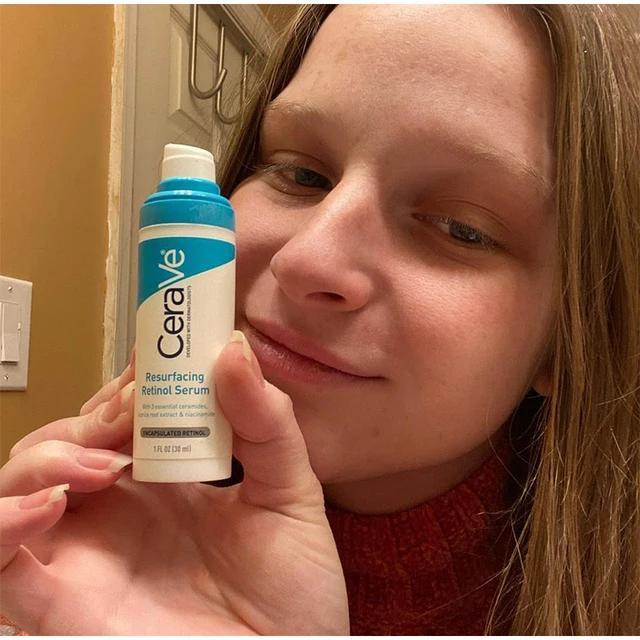 CeraVe®
DEVELOPED WITH DERMATOLOGISTS
Resurfacing
Retinol Serum
With 3 essential ceramides,
licorice root extract & niacinamide
ENCAPSULATED RETINOL
1 FL OZ (30 ml)